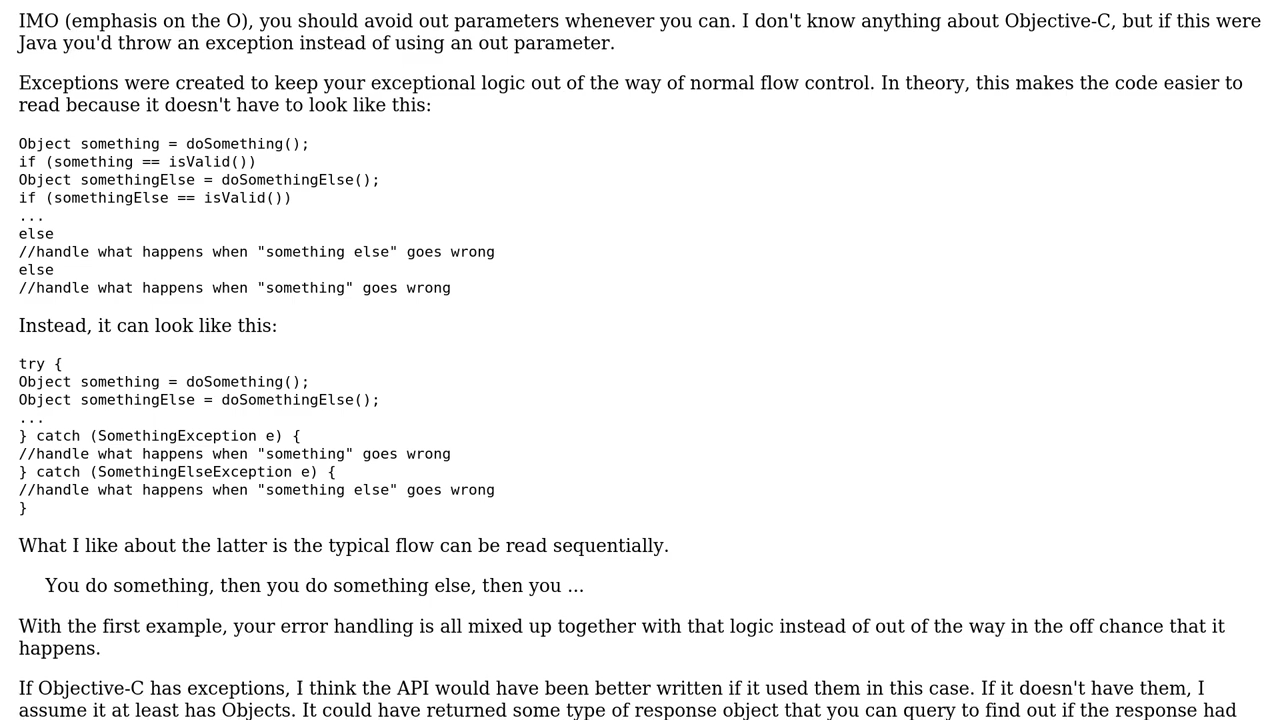 IMO (emphasis on the O), you should avoid out parameters whenever you can. I don't know anything about Objective-C, but if this were
Java you'd throw an exception instead of using an out parameter.
Exceptions were created to keep your exceptional logic out of the way of normal flow control. In theory, this makes the code easier to
read because it doesn't have to look like this:
Object something = doSomething();
if (something == isValid())
Object somethingElse = doSomethingElse();
if (somethingElse == isValid())
...
else
//handle what happens when "something else" goes wrong
else
//handle what happens when "something" goes wrong
Instead, it can look like this:
try {
Object something = doSomething();
Object somethingElse = doSomethingElse();
...
} catch (SomethingException e) {
//handle what happens when "something" goes wrong
} catch (SomethingElseException e) {
//handle what happens when "something else" goes wrong
}
What I like about the latter is the typical flow can be read sequentially.
You do something, then you do something else, then you ...
With the first example, your error handling is all mixed up together with that logic instead of out of the way in the off chance that it
happens.
If Objective-C has exceptions, I think the API would have been better written if it used them in this case. If it doesn't have them, I
assume it at least has Objects. It could have returned some type of response object that you can query to find out if the response had